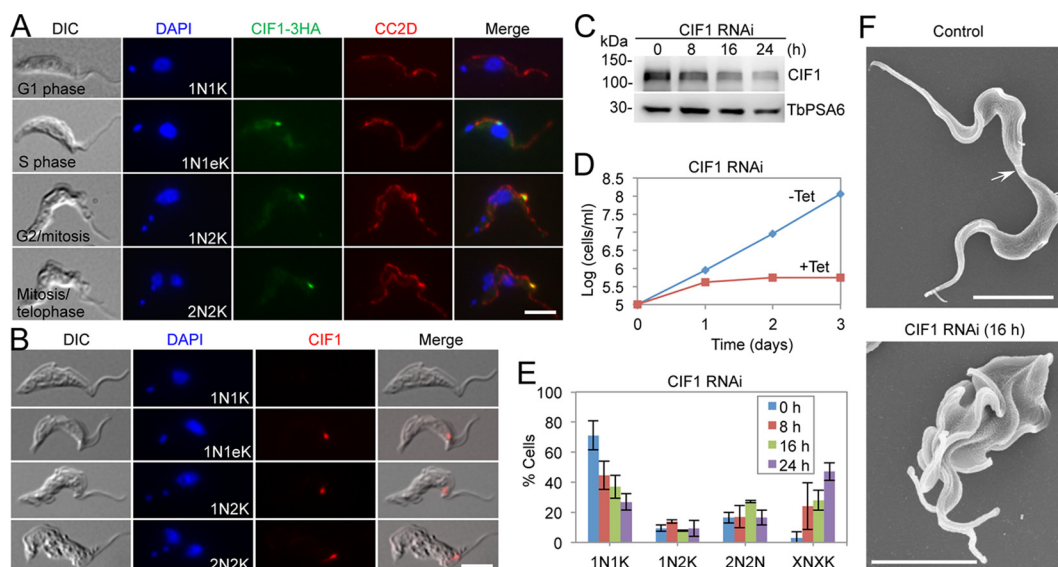 A
DIC DAPI CIF1-3HA CC2D Merge
G1 phase 1N1K
S phase 1N1eK
G2/mitosis 1N2K
Mitosis/
telophase 2N2K
B
DIC DAPI CIF1 Merge
1N1K
1N1eK
1N2K
2N2K
C
CIF1 RNAi
kDa 0 8 16 24 (h)
150-
100- CIF1
30- TbPSA6
D
CIF1 RNAi
Log (cells/ml)
8.5
8
7.5
7
6.5
6
5.5
5
-Tet
+Tet
0 1 2 3
Time (days)
E
CIF1 RNAi
% Cells
100
80
60
40
20
0
0 h
8 h
16 h
24 h
1N1K 1N2K 2N2N XNXK
F
Control
CIF1 RNAi (16 h)